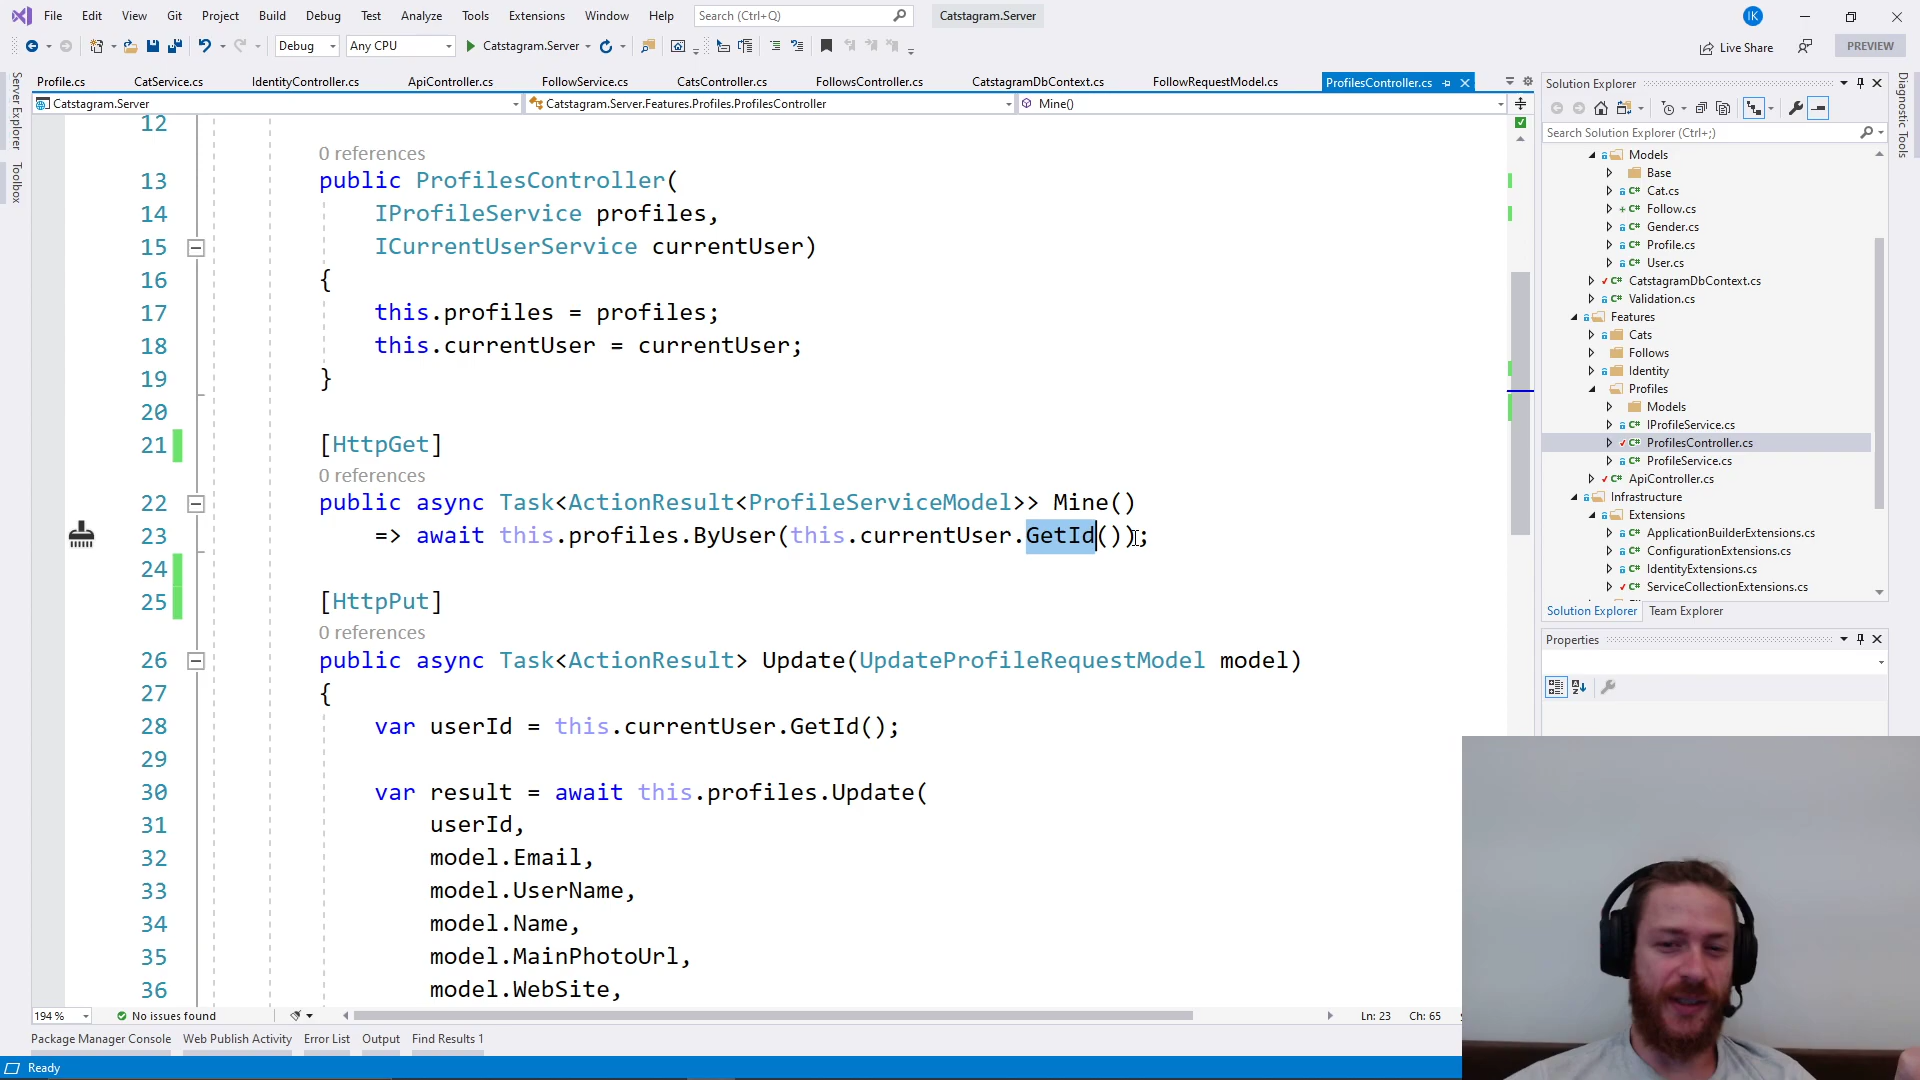 File Edit View Git Project Build Debug Test Analyze Tools Extensions Window Help Search (Ctrl+Q) Catstagram.Server IK
Debug Any CPU Catstagram.Server Live Share PREVIEW
Profile.cs CatService.cs IdentityController.cs ApiController.cs FollowService.cs CatsController.cs FollowsController.cs CatstagramDbContext.cs FollowRequestModel.cs ProfilesController.cs
Catstagram.Server Catstagram.Server.Features.Profiles.ProfilesController Mine()
Server Explorer
Toolbox
12
0 references
13 public ProfilesController(
14 IProfileService profiles,
15 ICurrentUserService currentUser)
16 {
17 this.profiles = profiles;
18 this.currentUser = currentUser;
19 }
20
21 [HttpGet]
0 references
22 public async Task<ActionResult<ProfileServiceModel>> Mine()
23 => await this.profiles.ByUser(this.currentUser.GetId());
24
25 [HttpPut]
0 references
26 public async Task<ActionResult> Update(UpdateProfileRequestModel model)
27 {
28 var userId = this.currentUser.GetId();
29
30 var result = await this.profiles.Update(
31 userId,
32 model.Email,
33 model.UserName,
34 model.Name,
35 model.MainPhotoUrl,
36 model.WebSite,
194 % No issues found Ln: 23 Ch: 65
Package Manager Console Web Publish Activity Error List Output Find Results 1
Ready
Solution Explorer
Search Solution Explorer (Ctrl+;)
Models
Base
C# Cat.cs
C# Follow.cs
C# Gender.cs
C# Profile.cs
C# User.cs
C# CatstagramDbContext.cs
C# Validation.cs
Features
Cats
Follows
Identity
Profiles
Models
C# IProfileService.cs
C# ProfilesController.cs
C# ProfileService.cs
C# ApiController.cs
Infrastructure
Extensions
C# ApplicationBuilderExtensions.cs
C# ConfigurationExtensions.cs
C# IdentityExtensions.cs
C# ServiceCollectionExtensions.cs
Solution Explorer Team Explorer
Properties
Diagnostic Tools